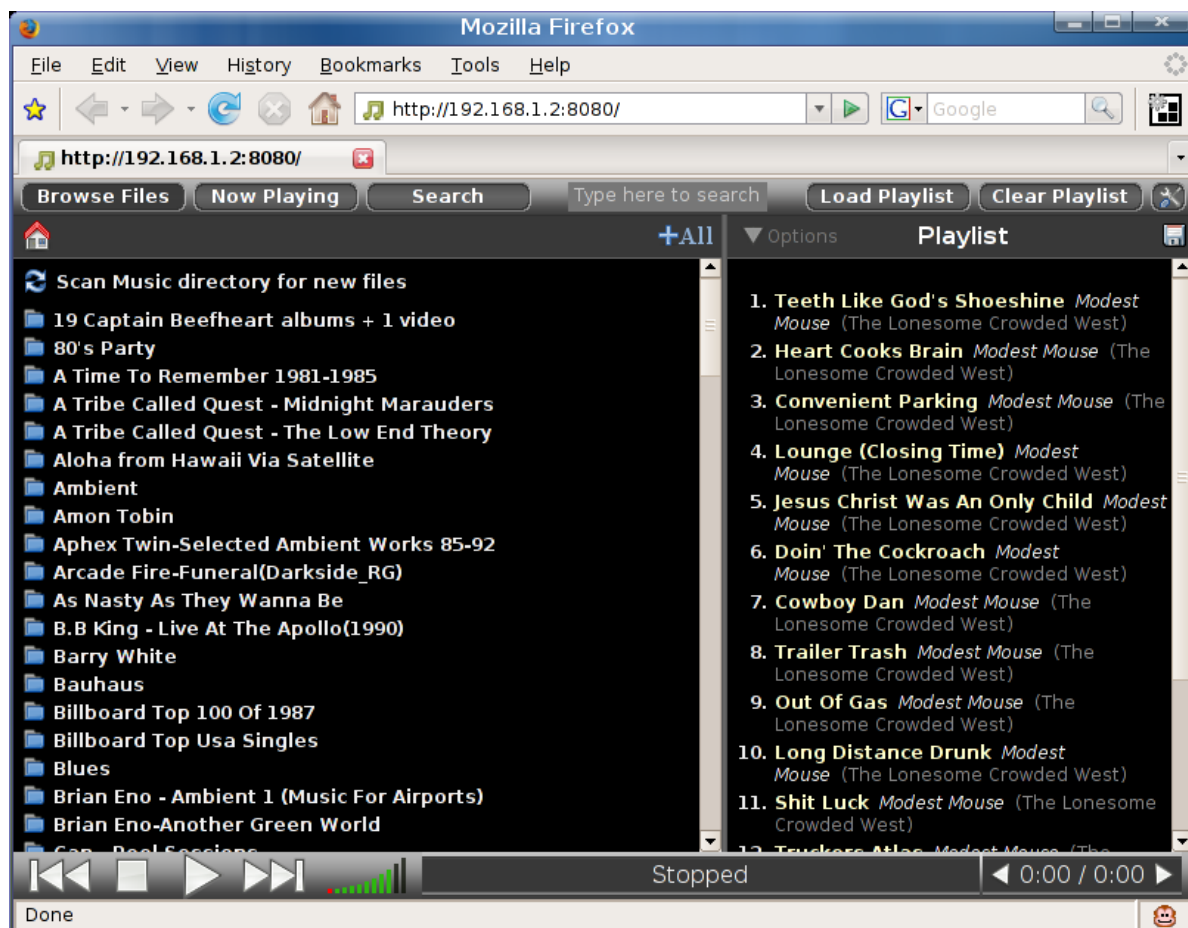 Mozilla Firefox
File Edit View History Bookmarks Tools Help
http://192.168.1.2:8080/ G Google
http://192.168.1.2:8080/
Browse Files Now Playing Search Type here to search Load Playlist Clear Playlist
+All
Options Playlist
Scan Music directory for new files
19 Captain Beefheart albums + 1 video
80's Party
A Time To Remember 1981-1985
A Tribe Called Quest - Midnight Marauders
A Tribe Called Quest - The Low End Theory
Aloha from Hawaii Via Satellite
Ambient
Amon Tobin
Aphex Twin-Selected Ambient Works 85-92
Arcade Fire-Funeral(Darkside_RG)
As Nasty As They Wanna Be
B.B King - Live At The Apollo(1990)
Barry White
Bauhaus
Billboard Top 100 Of 1987
Billboard Top Usa Singles
Blues
Brian Eno - Ambient 1 (Music For Airports)
Brian Eno-Another Green World
Can - Peel Sessions
1. Teeth Like God's Shoeshine Modest
Mouse (The Lonesome Crowded West)
2. Heart Cooks Brain Modest Mouse (The
Lonesome Crowded West)
3. Convenient Parking Modest Mouse (The
Lonesome Crowded West)
4. Lounge (Closing Time) Modest
Mouse (The Lonesome Crowded West)
5. Jesus Christ Was An Only Child Modest
Mouse (The Lonesome Crowded West)
6. Doin' The Cockroach Modest
Mouse (The Lonesome Crowded West)
7. Cowboy Dan Modest Mouse (The
Lonesome Crowded West)
8. Trailer Trash Modest Mouse (The
Lonesome Crowded West)
9. Out Of Gas Modest Mouse (The
Lonesome Crowded West)
10. Long Distance Drunk Modest
Mouse (The Lonesome Crowded West)
11. Shit Luck Modest Mouse (The Lonesome
Crowded West)
12. Truckers Atlas Modest Mouse (The
Stopped
0:00 / 0:00
Done